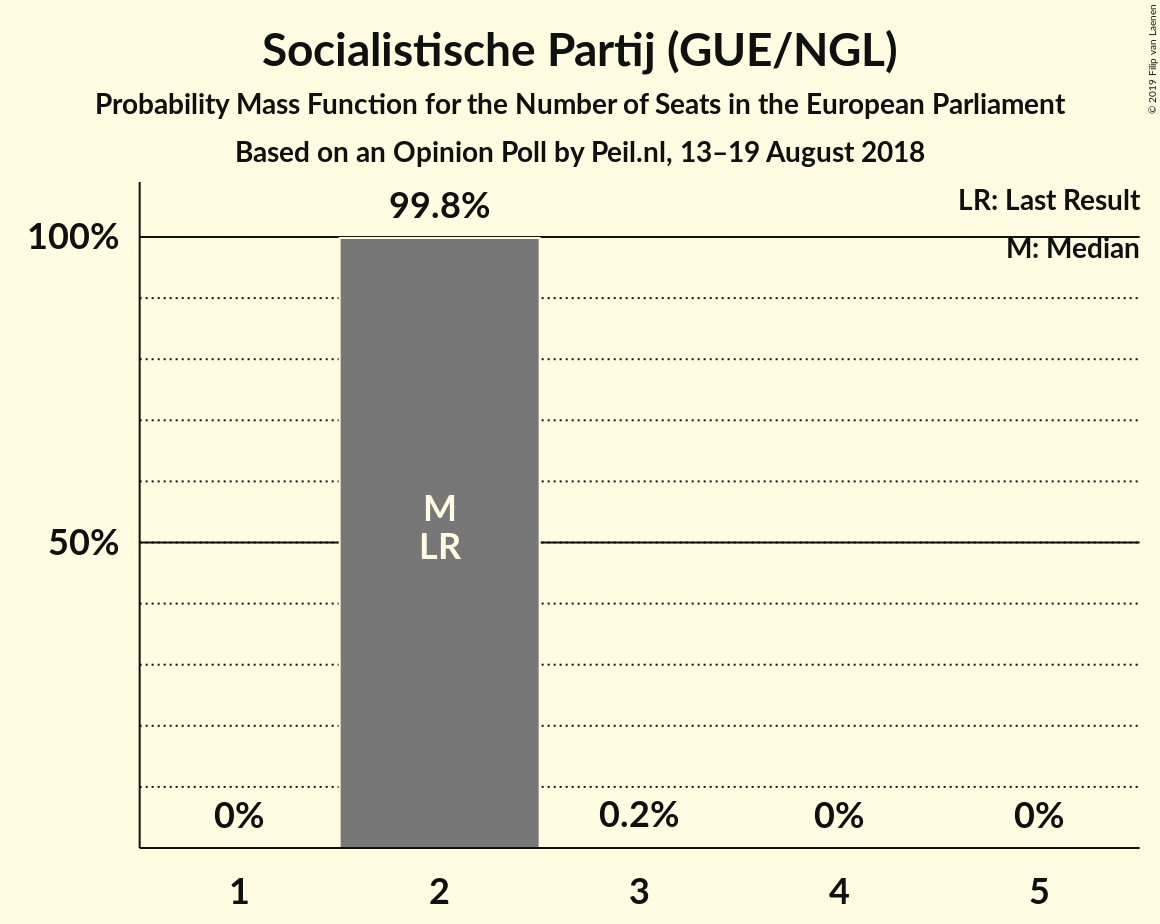 Socialistische Partij (GUE/NGL)
Probability Mass Function for the Number of Seats in the European Parliament
Based on an Opinion Poll by Peil.nl, 13–19 August 2018
© 2019 Filip van Laenen
LR: Last Result
M: Median
100%
50%
99.8%
M
LR
0%
0.2%
0%
0%
1
2
3
4
5